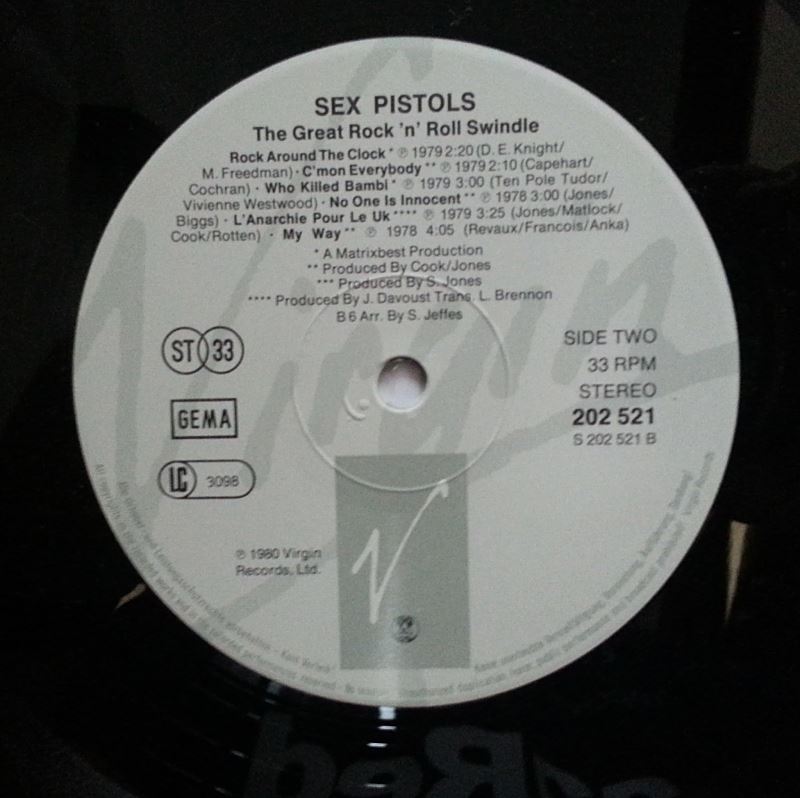 SEX PISTOLS
The Great Rock 'n' Roll Swindle
Rock Around The Clock * ℗ 1979 2:20 (D. E. Knight/
M. Freedman) · C'mon Everybody ** ℗ 1979 2:10 (Capehart/
Cochran) · Who Killed Bambi * ℗ 1979 3:00 (Ten Pole Tudor/
Vivienne Westwood) · No One Is Innocent ** ℗ 1978 3:00 (Jones/
Biggs) · L'Anarchie Pour Le Uk **** ℗ 1979 3:25 (Jones/Matlock/
Cook/Rotten) · My Way ** ℗ 1978 4:05 (Revaux/Francois/Anka)
* A Matrixbest Production
** Produced By Cook/Jones
*** Produced By S. Jones
**** Produced By J. Davoust Trans. L. Brennon
B 6 Arr. By S. Jeffes
ST 33
GEMA
LC 3098
SIDE TWO
33 RPM
STEREO
202 521
S 202 521 B
℗ 1980 Virgin
Records, Ltd.
Virgin
V